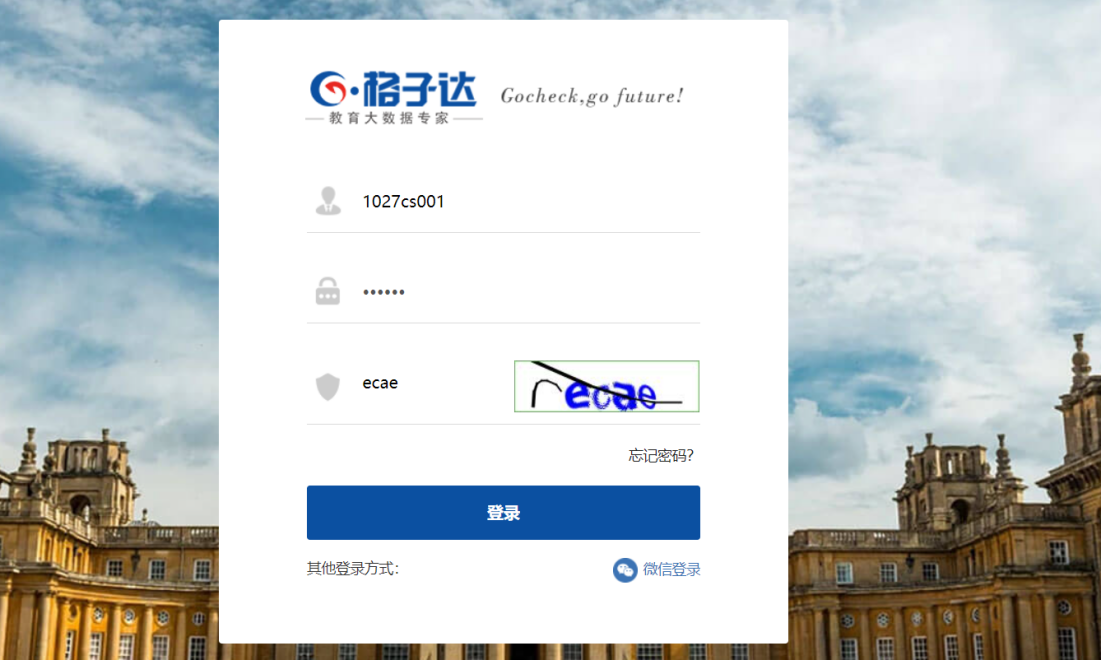 格子达
教育大数据专家
Gocheck,go future!
1027cs001
••••••
ecae
ecae
忘记密码?
登录
其他登录方式:
微信登录